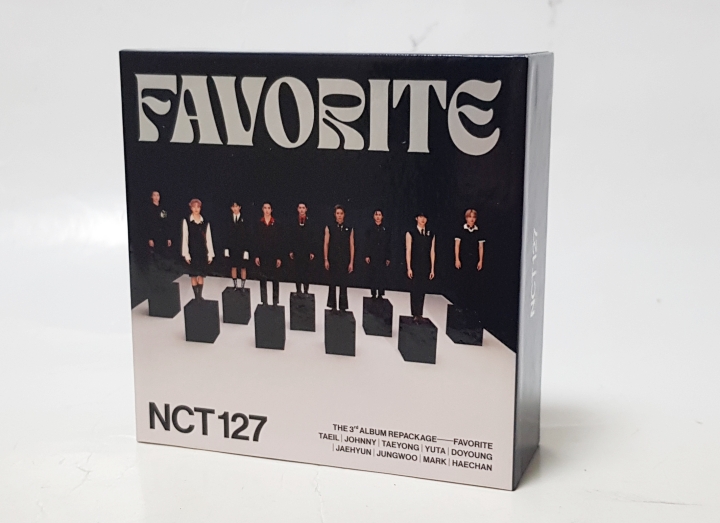 FAVORITE
NCT 127
THE 3rd ALBUM REPACKAGE——FAVORITE
TAEIL | JOHNNY | TAEYONG | YUTA | DOYOUNG
| JAEHYUN | JUNGWOO | MARK | HAECHAN
NCT 127